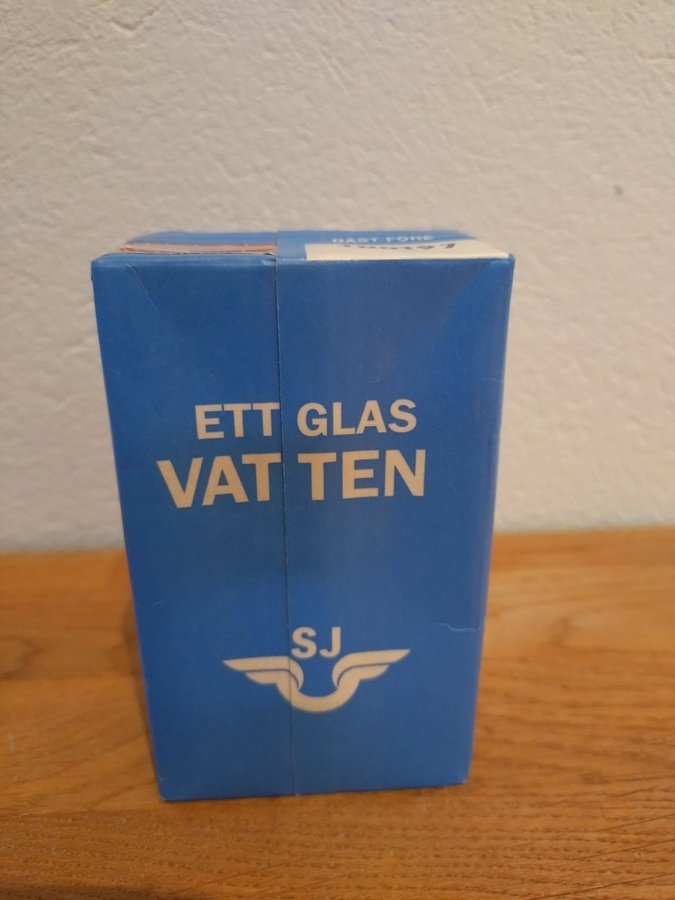 BÄST FÖRE
ETT GLAS
VATTEN
SJ